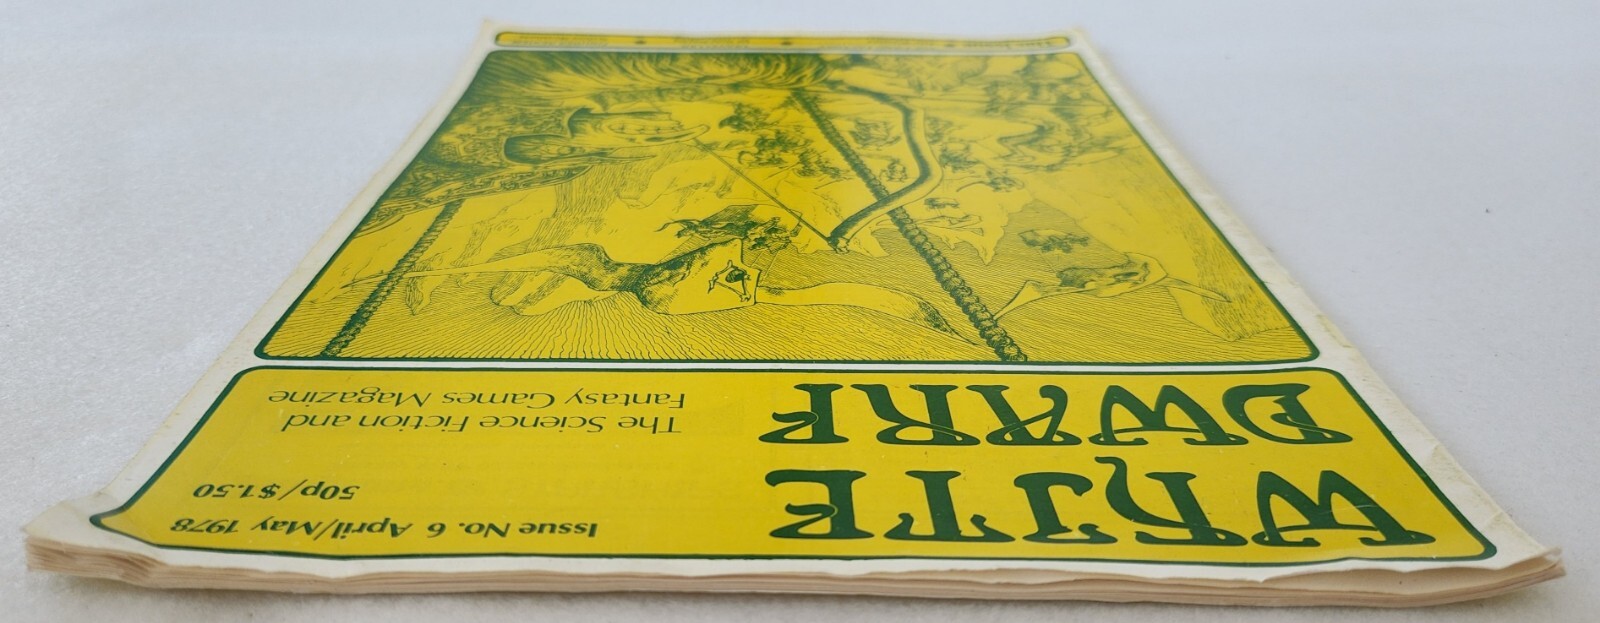 WHITE
DWARF
Issue No. 6 April/May 1978
50p/$1.50
The Science Fiction and
Fantasy Games Magazine